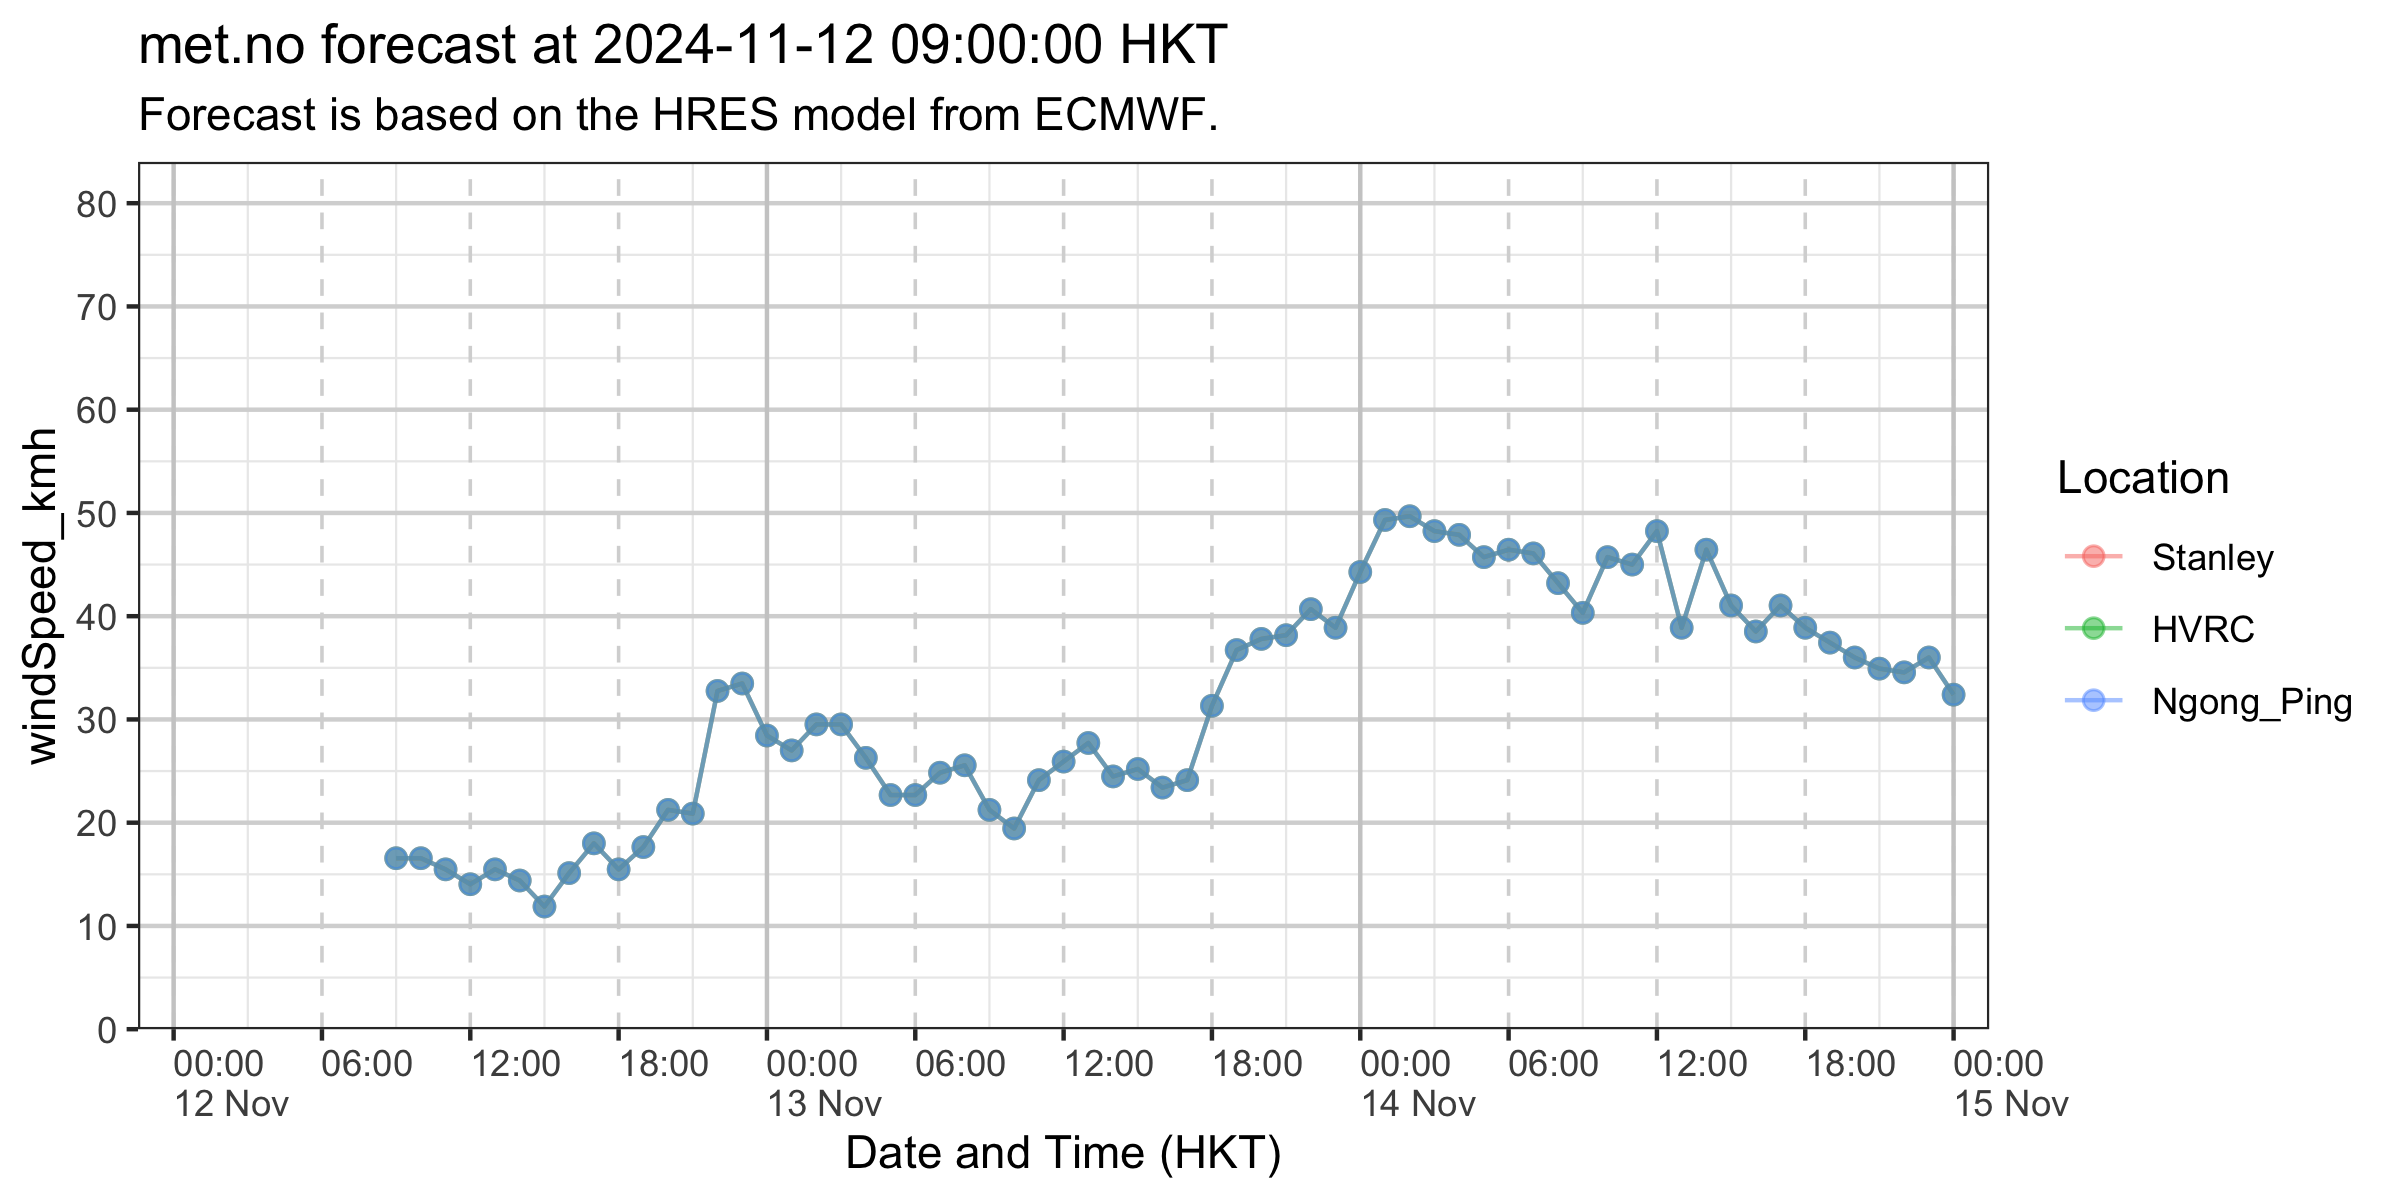 met.no forecast at 2024-11-12 09:00:00 HKT
Forecast is based on the HRES model from ECMWF.
windSpeed_kmh
80
70
60
50
40
30
20
10
0
00:00 06:00 12:00 18:00 00:00 06:00 12:00 18:00 00:00 06:00 12:00 18:00 00:00
12 Nov 13 Nov 14 Nov 15 Nov
Date and Time (HKT)
Location
Stanley
HVRC
Ngong_Ping